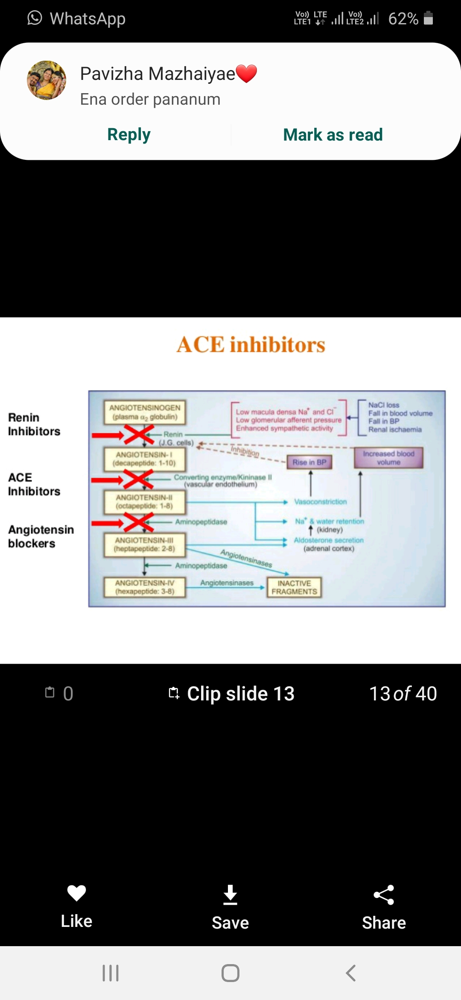 WhatsApp
Vo)) LTE
LTE1
Vo))
LTE2
62%
Pavizha Mazhaiyae❤️
Ena order pananum
Reply
Mark as read
ACE inhibitors
Renin
Inhibitors
ACE
Inhibitors
Angiotensin
blockers
ANGIOTENSINOGEN
(plasma α₂ globulin)
Renin
(J.G. cells)
Low macula densa Na⁺ and Cl⁻
Low glomerular afferent pressure
Enhanced sympathetic activity
NaCl loss
Fall in blood volume
Fall in BP
Renal ischaemia
ANGIOTENSIN- I
(decapeptide: 1-10)
Inhibition
Rise in BP
Increased blood
volume
Converting enzyme/Kininase II
(vascular endothelium)
ANGIOTENSIN-II
(octapeptide: 1-8)
Vasoconstriction
Aminopeptidase
Na⁺ & water retention
(kidney)
ANGIOTENSIN-III
(heptapeptide: 2-8)
Aldosterone secretion
(adrenal cortex)
Angiotensinases
Aminopeptidase
ANGIOTENSIN-IV
(hexapeptide: 3-8)
Angiotensinases
INACTIVE
FRAGMENTS
0
Clip slide 13
13 of 40
Like
Save
Share